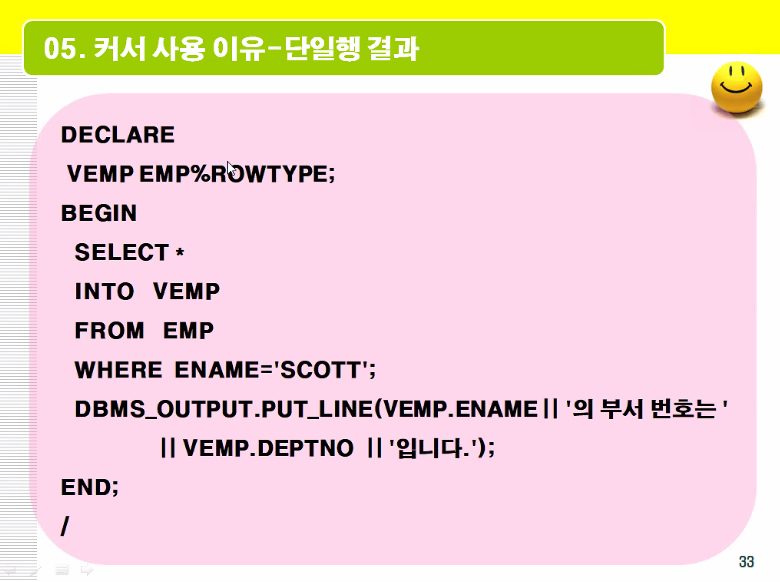 05. 커서 사용 이유-단일행 결과
DECLARE
VEMP EMP%ROWTYPE;
BEGIN
SELECT *
INTO VEMP
FROM EMP
WHERE ENAME='SCOTT';
DBMS_OUTPUT.PUT_LINE(VEMP.ENAME || '의 부서 번호는 '
|| VEMP.DEPTNO || '입니다.');
END;
/
33